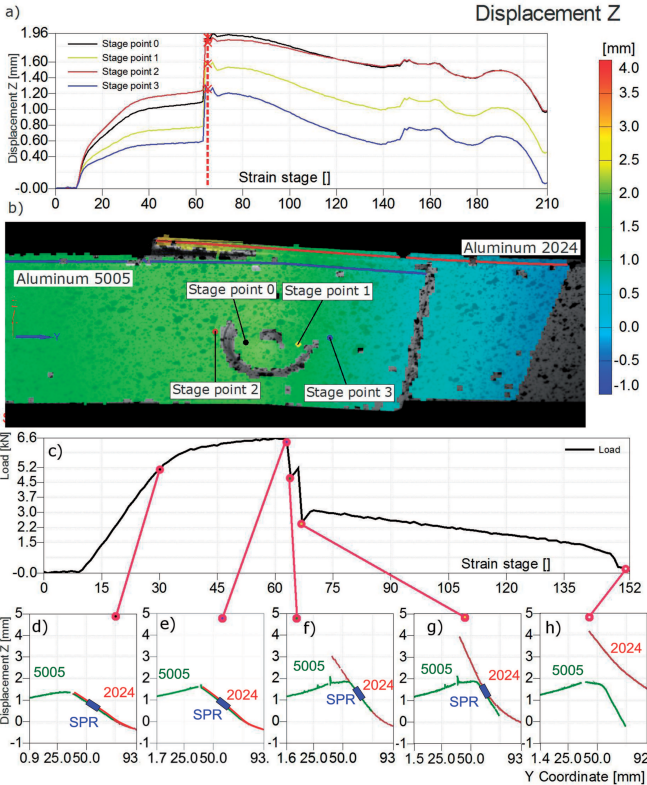 a)
Displacement Z
Displacement Z [mm]
1.96
1.60
1.40
1.20
1.00
0.80
0.60
0.40
-0.00
Stage point 0
Stage point 1
Stage point 2
Stage point 3
Strain stage []
0 20 40 60 80 100 120 140 160 180 210
[mm]
4.0
3.5
3.0
2.5
2.0
1.5
1.0
0.5
0.0
-0.5
-1.0
b)
Aluminum 2024
Aluminum 5005
Stage point 0
Stage point 1
Stage point 2
Stage point 3
Y
c)
Load [kN]
6.6
5.2
4.5
3.7
3.0
2.2
1.5
-0.0
Load
Strain stage []
0 15 30 45 60 75 90 105 120 135 152
Displacement Z [mm]
d)
5
4
3
2
1
0
-1
5005
2024
SPR
0.9 25.0 50.0 93
e)
5
4
3
2
1
0
-1
5005
2024
SPR
1.7 25.0 50.0 93.
f)
5
4
3
2
1
0
-1
5005
2024
SPR
1.6 25.0 50.0 93
g)
5
4
3
2
1
0
-1
5005
2024
SPR
1.5 25.0 50.0 93
h)
5
4
3
2
1
0
-1
5005
2024
1.4 25.0 50.0 92
Y Coordinate [mm]